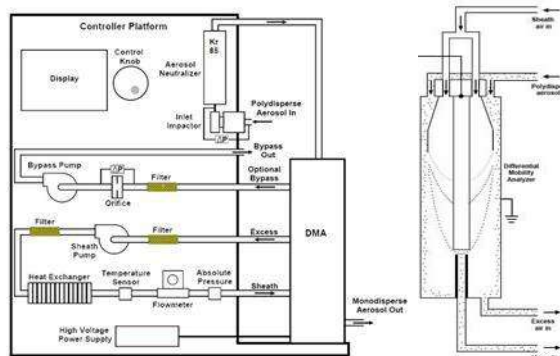 Controller Platform
Display
Control
Knob
Kr
85
Aerosol
Neutralizer
Inlet
Impactor
Polydisperse
Aerosol In
ΔP
Bypass
Out
Bypass Pump
ΔP
Filter
Optional
Bypass
Orifice
Filter
Filter
Excess
DMA
Sheath
Pump
Heat Exchanger
Temperature
Sensor
Absolute
Pressure
Sheath
Flowmeter
Monodisperse
Aerosol Out
High Voltage
Power Supply
Sheath
air in
Differential
Mobility
Analyzer
Excess
air in